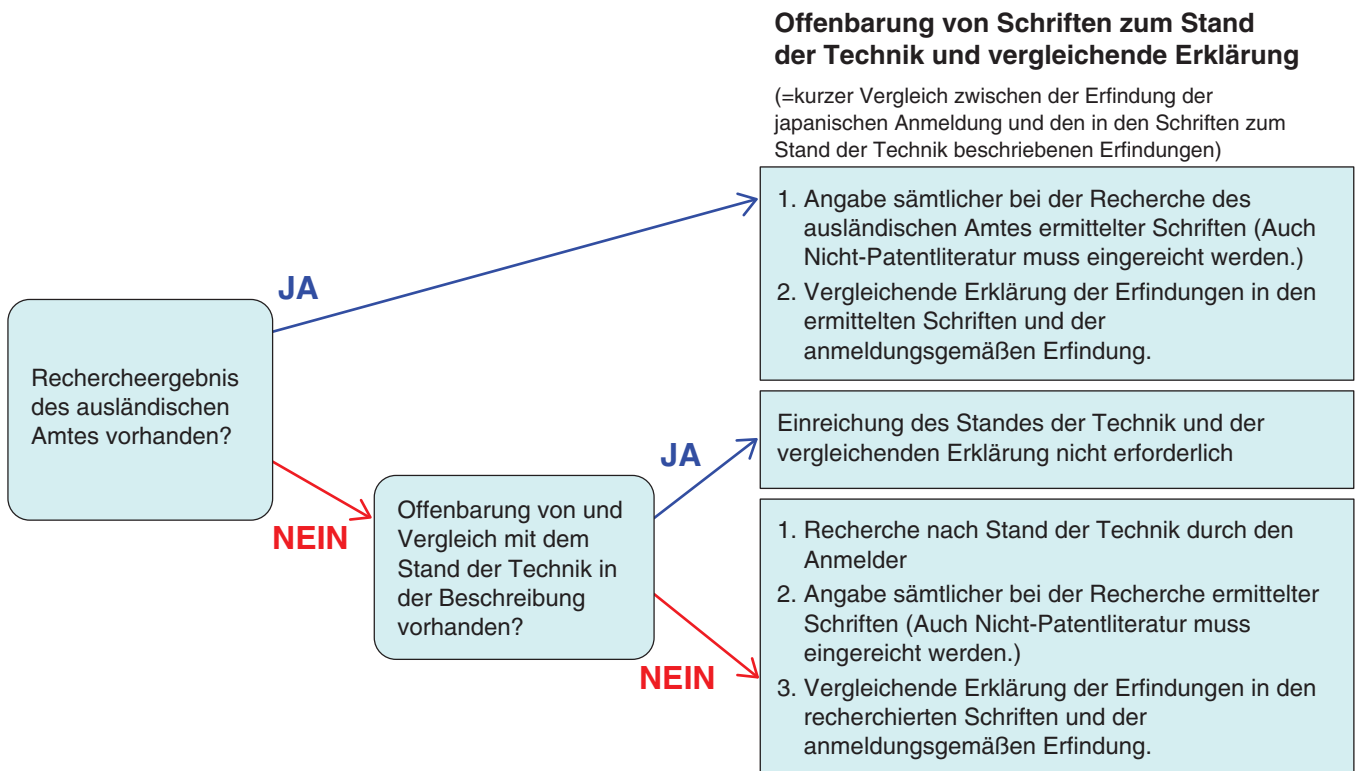 Offenbarung von Schriften zum Stand
der Technik und vergleichende Erklärung
(=kurzer Vergleich zwischen der Erfindung der
japanischen Anmeldung und den in den Schriften zum
Stand der Technik beschriebenen Erfindungen)
1. Angabe sämtlicher bei der Recherche des
ausländischen Amtes ermittelter Schriften (Auch
Nicht-Patentliteratur muss eingereicht werden.)
2. Vergleichende Erklärung der Erfindungen in den
ermittelten Schriften und der
anmeldungsgemäßen Erfindung.
JA
Rechercheergebnis
des ausländischen
Amtes vorhanden?
NEIN
Offenbarung von und
Vergleich mit dem
Stand der Technik in
der Beschreibung
vorhanden?
JA
Einreichung des Standes der Technik und der
vergleichenden Erklärung nicht erforderlich
NEIN
1. Recherche nach Stand der Technik durch den
Anmelder
2. Angabe sämtlicher bei der Recherche ermittelter
Schriften (Auch Nicht-Patentliteratur muss
eingereicht werden.)
3. Vergleichende Erklärung der Erfindungen in den
recherchierten Schriften und der
anmeldungsgemäßen Erfindung.